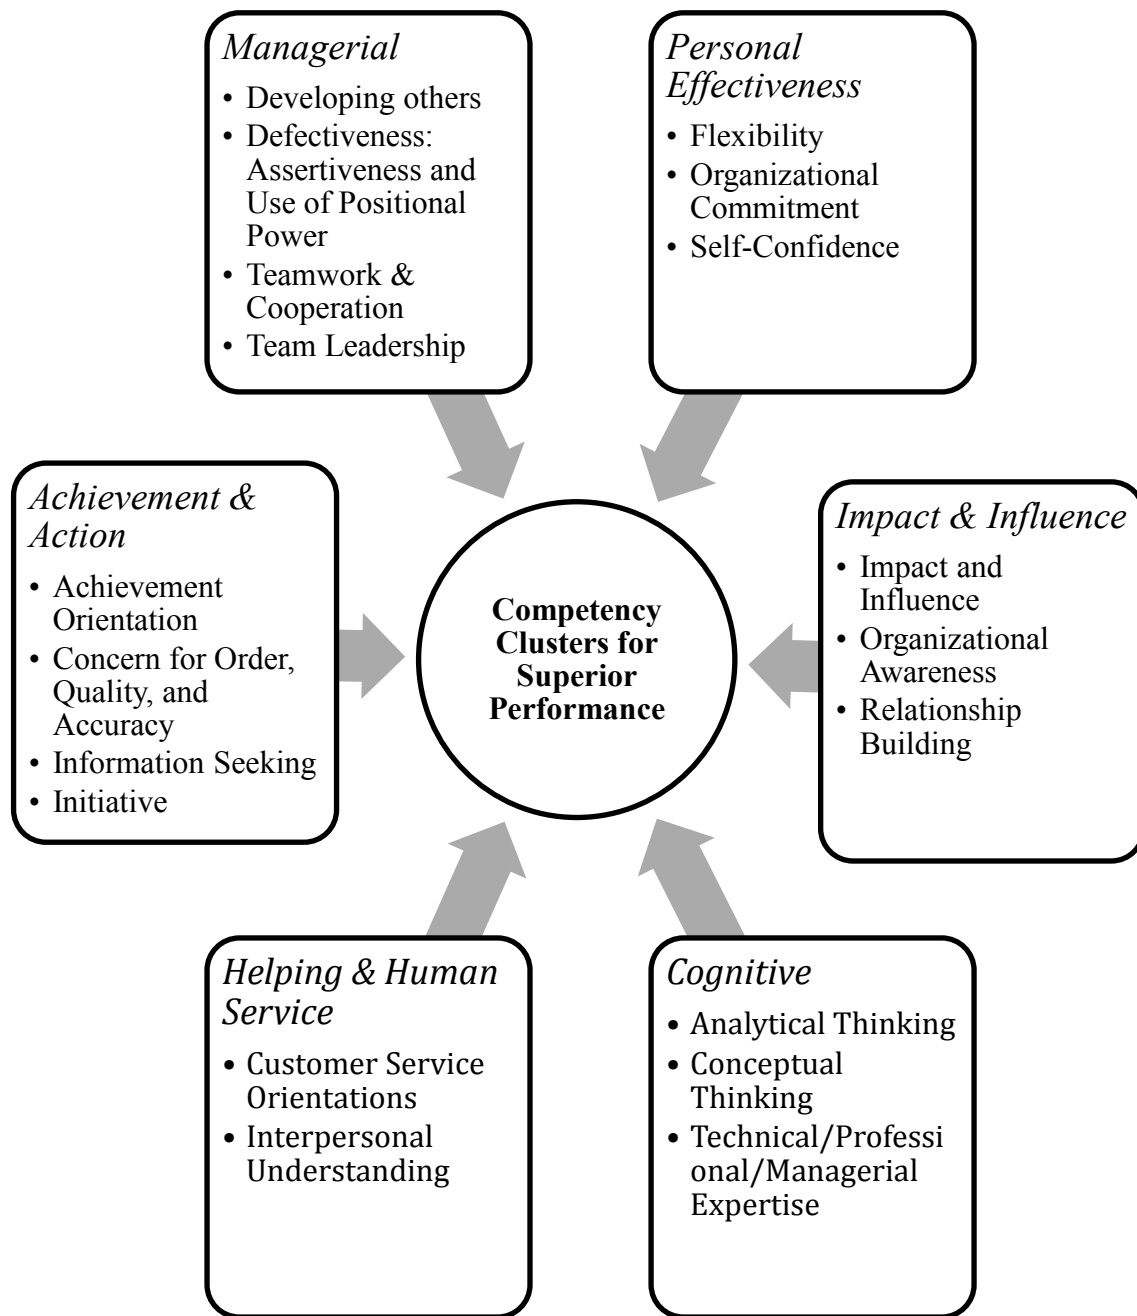 Managerial
• Developing others
• Defectiveness:
Assertiveness and
Use of Positional
Power
• Teamwork &
Cooperation
• Team Leadership
Personal
Effectiveness
• Flexibility
• Organizational
Commitment
• Self-Confidence
Achievement &
Action
• Achievement
Orientation
• Concern for Order,
Quality, and
Accuracy
• Information Seeking
• Initiative
Competency
Clusters for
Superior
Performance
Impact & Influence
• Impact and
Influence
• Organizational
Awareness
• Relationship
Building
Helping & Human
Service
• Customer Service
Orientations
• Interpersonal
Understanding
Cognitive
• Analytical Thinking
• Conceptual
Thinking
• Technical/Professi
onal/Managerial
Expertise